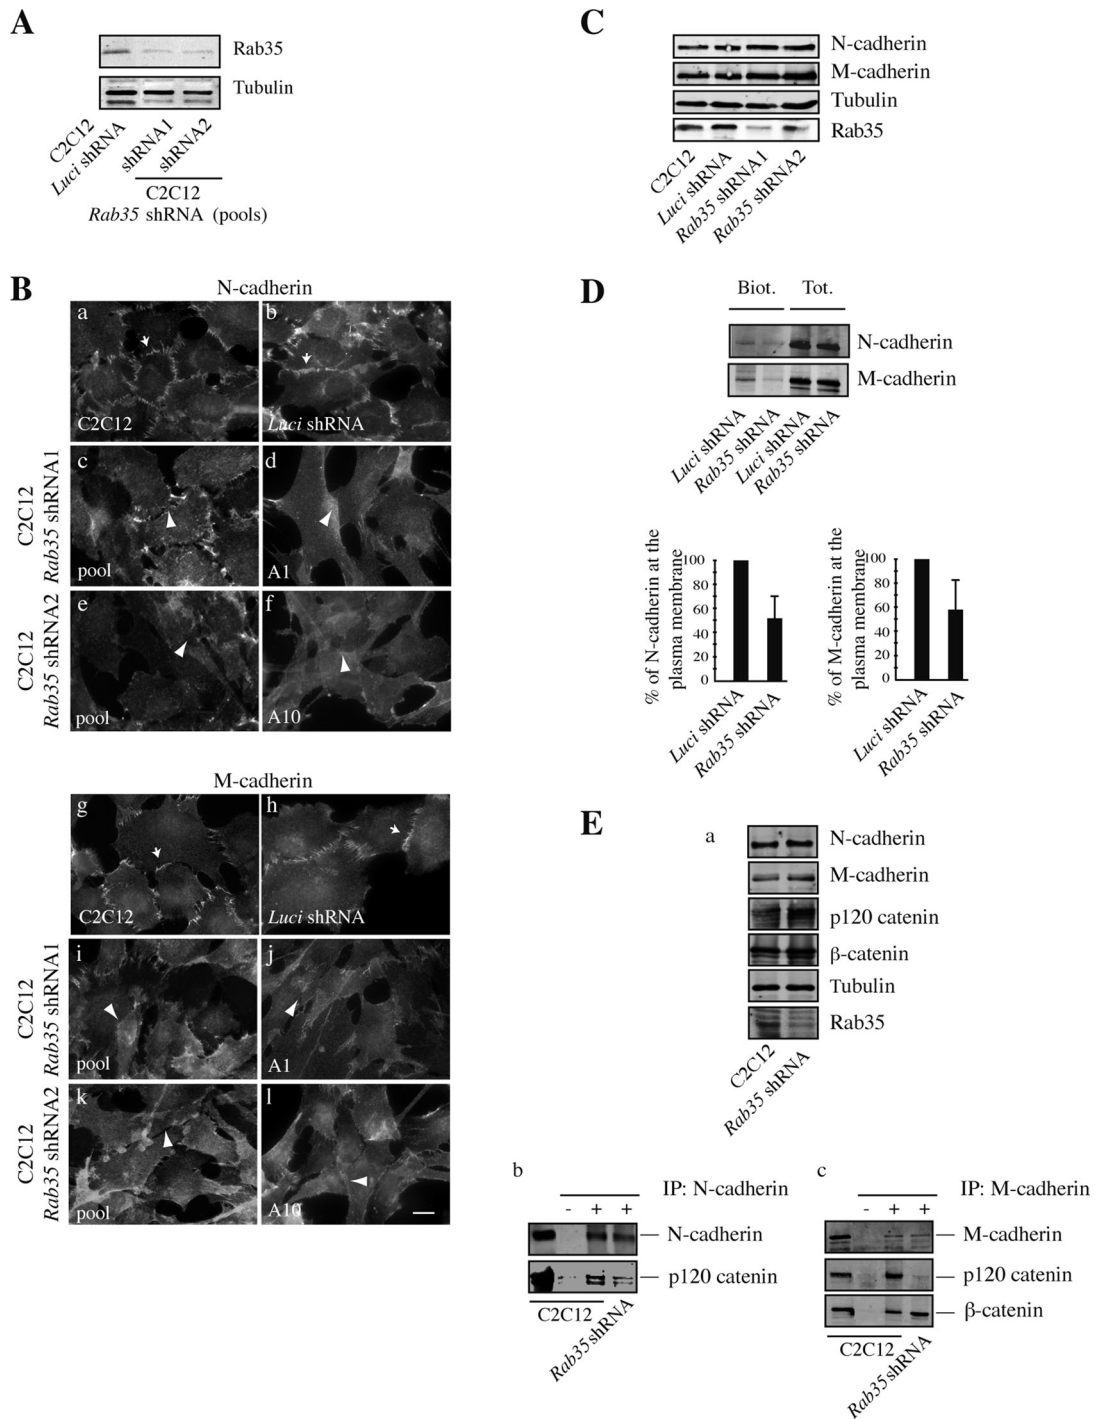 A
Rab35
Tubulin
C2C12
Luci shRNA
shRNA1
shRNA2
C2C12
Rab35 shRNA (pools)
B
N-cadherin
a
b
C2C12
Luci shRNA
C2C12
Rab35 shRNA1
c
d
pool
A1
C2C12
Rab35 shRNA2
e
f
pool
A10
M-cadherin
g
h
C2C12
Luci shRNA
C2C12
Rab35 shRNA1
i
j
pool
A1
C2C12
Rab35 shRNA2
k
l
pool
A10
C
N-cadherin
M-cadherin
Tubulin
Rab35
C2C12
Luci shRNA
Rab35 shRNA1
Rab35 shRNA2
D
Biot. Tot.
N-cadherin
M-cadherin
Luci shRNA
Rab35 shRNA
Luci shRNA
Rab35 shRNA
% of N-cadherin at the
plasma membrane
100
80
60
40
20
0
Luci shRNA
Rab35 shRNA
% of M-cadherin at the
plasma membrane
100
80
60
40
20
0
Luci shRNA
Rab35 shRNA
E
a
N-cadherin
M-cadherin
p120 catenin
β-catenin
Tubulin
Rab35
C2C12
Rab35 shRNA
b
IP: N-cadherin
- + +
N-cadherin
p120 catenin
C2C12
Rab35 shRNA
c
IP: M-cadherin
- + +
M-cadherin
p120 catenin
β-catenin
C2C12
Rab35 shRNA